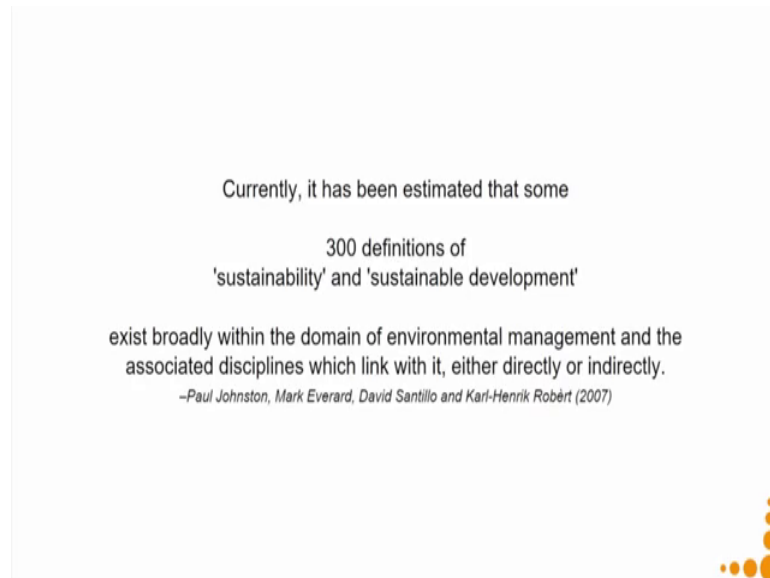 Currently, it has been estimated that some
300 definitions of
'sustainability' and 'sustainable development'
exist broadly within the domain of environmental management and the
associated disciplines which link with it, either directly or indirectly.
–Paul Johnston, Mark Everard, David Santillo and Karl-Henrik Robèrt (2007)